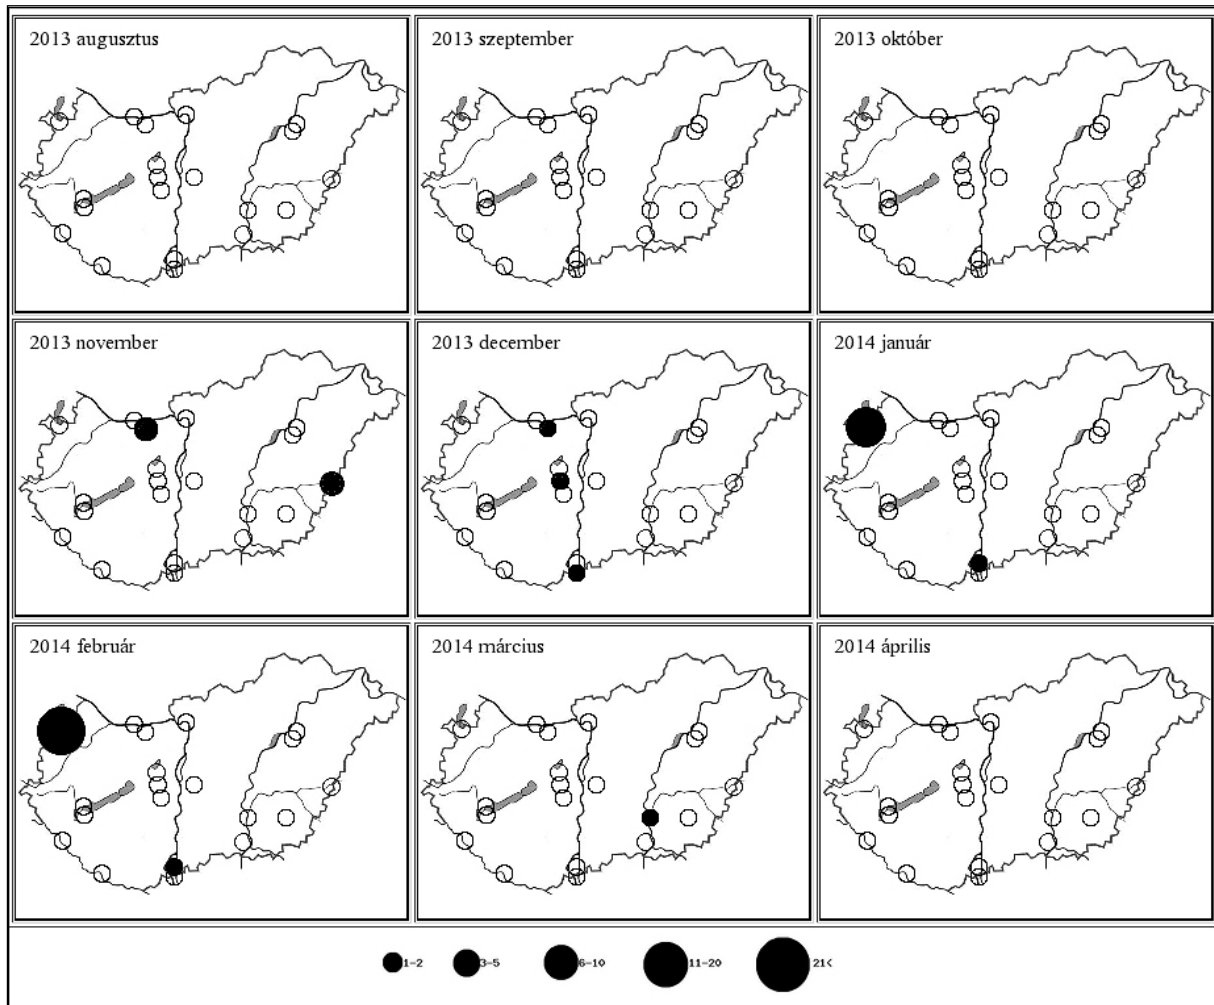 2013 augusztus
2013 szeptember
2013 október
2013 november
2013 december
2014 január
2014 február
2014 március
2014 április
1-2 3-5 6-10 11-20 21<